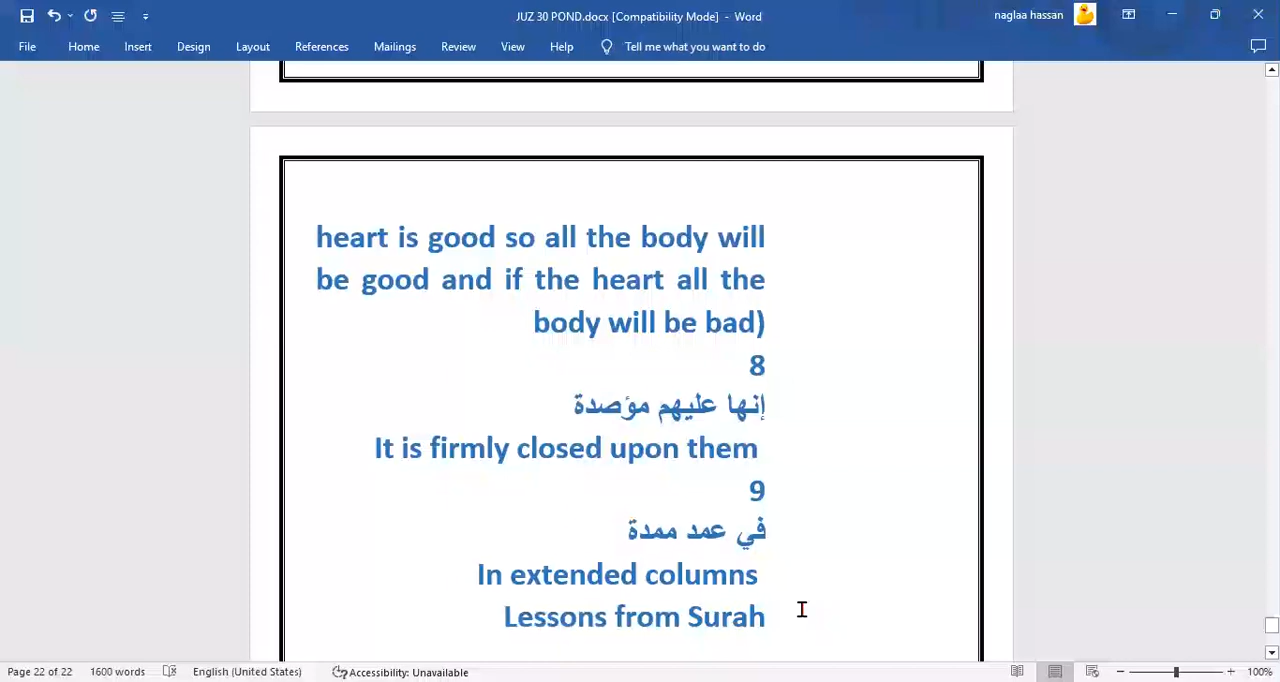 JUZ 30 POND.docx [Compatibility Mode] - Word
naglaa hassan
File Home Insert Design Layout References Mailings Review View Help Tell me what you want to do
heart is good so all the body will
be good and if the heart all the
body will be bad)
8
إنها عليهم مؤصدة
It is firmly closed upon them
9
في عمد ممدة
In extended columns
Lessons from Surah
Page 22 of 22 1600 words English (United States) Accessibility: Unavailable 100%